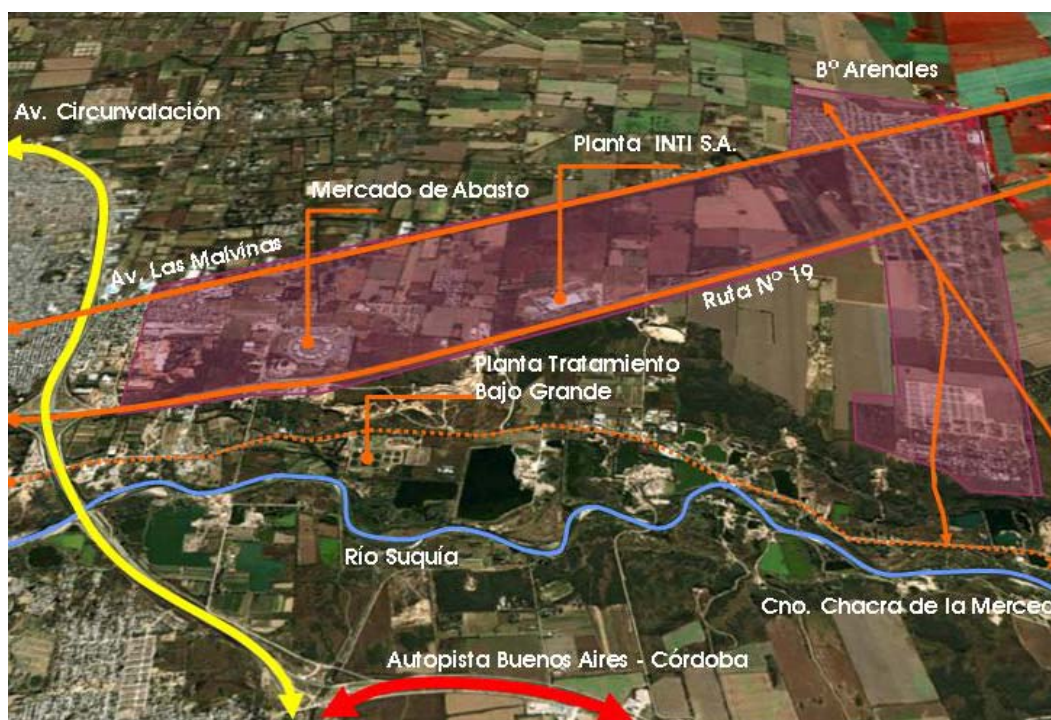 Bº Arenales
Av. Circunvalación
Planta INTI S.A.
Mercado de Abasto
Av. Las Malvinas
Ruta Nº 19
Planta Tratamiento
Bajo Grande
Río Suquía
Cno. Chacra de la Merced
Autopista Buenos Aires - Córdoba